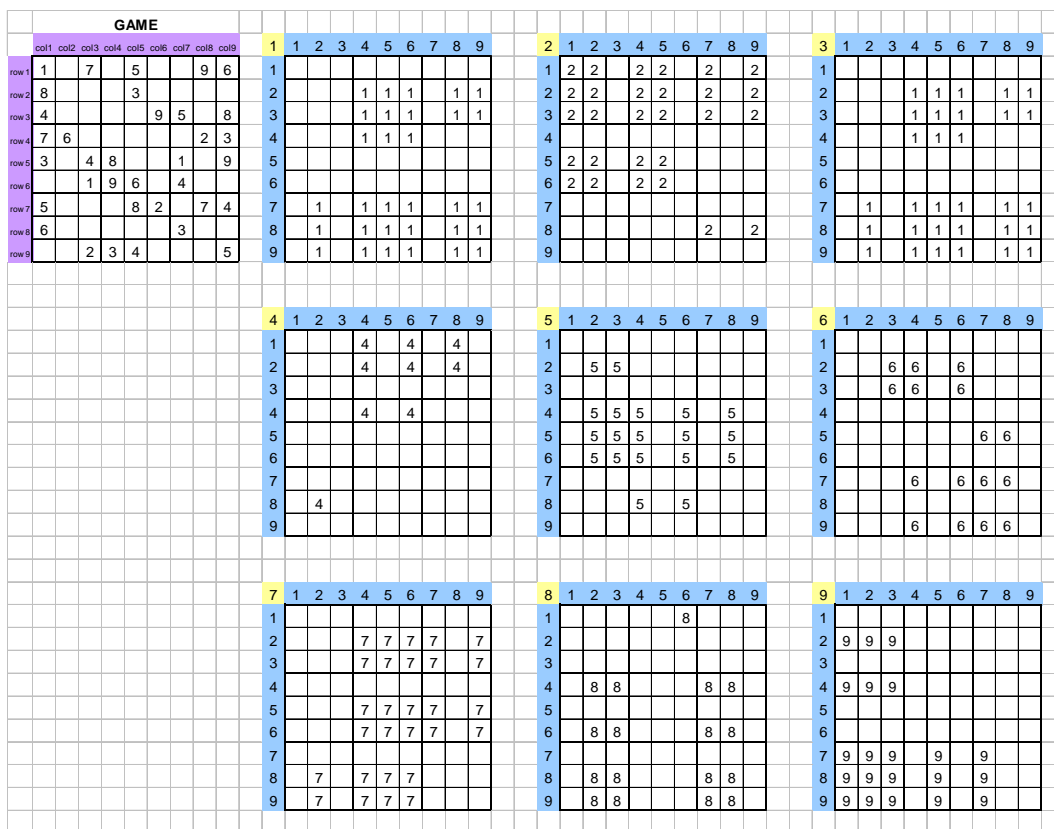 GAME
col1 col2 col3 col4 col5 col6 col7 col8 col9
row 1 1 7 5 9 6
row 2 8 3
row 3 4 9 5 8
row 4 7 6 2 3
row 5 3 4 8 1 9
row 6 1 9 6 4
row 7 5 8 2 7 4
row 8 6 3
row 9 2 3 4 5
1 1 2 3 4 5 6 7 8 9
1
2 1 1 1 1 1
3 1 1 1 1 1
4 1 1 1
5
6
7 1 1 1 1 1 1
8 1 1 1 1 1 1
9 1 1 1 1 1 1
2 1 2 3 4 5 6 7 8 9
1 2 2 2 2 2 2
2 2 2 2 2 2 2
3 2 2 2 2 2 2
4
5 2 2 2 2
6 2 2 2 2
7
8 2 2
9
3 1 2 3 4 5 6 7 8 9
1
2 1 1 1 1 1
3 1 1 1 1 1
4 1 1 1
5
6
7 1 1 1 1 1 1
8 1 1 1 1 1 1
9 1 1 1 1 1 1
4 1 2 3 4 5 6 7 8 9
1 4 4 4
2 4 4 4
3
4 4 4
5
6
7
8 4
9
5 1 2 3 4 5 6 7 8 9
1
2 5 5
3
4 5 5 5 5 5
5 5 5 5 5 5
6 5 5 5 5 5
7
8 5 5
9
6 1 2 3 4 5 6 7 8 9
1
2 6 6 6
3 6 6 6
4
5 6 6
6
7 6 6 6 6
8
9 6 6 6 6
7 1 2 3 4 5 6 7 8 9
1
2 7 7 7 7 7
3 7 7 7 7 7
4
5 7 7 7 7 7
6 7 7 7 7 7
7
8 7 7 7 7
9 7 7 7 7
8 1 2 3 4 5 6 7 8 9
1 8
2
3
4 8 8 8 8
5
6 8 8 8 8
7
8 8 8 8 8
9 8 8 8 8
9 1 2 3 4 5 6 7 8 9
1
2 9 9 9
3
4 9 9 9
5
6
7 9 9 9 9 9
8 9 9 9 9 9
9 9 9 9 9 9